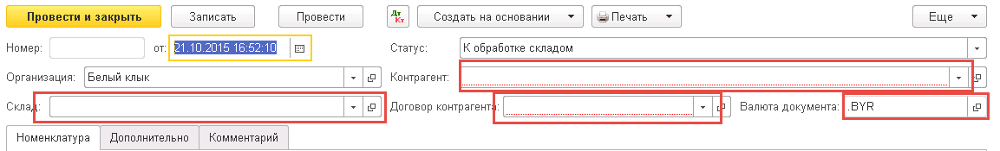 Провести и закрыть Записать Провести Дт Кт Создать на основании Печать Еще
Номер: от: 21.10.2015 16:52:10 Статус: К обработке складом
Организация: Белый клык Контрагент:
Склад: Договор контрагента: Валюта документа: .BYR
Номенклатура Дополнительно Комментарий